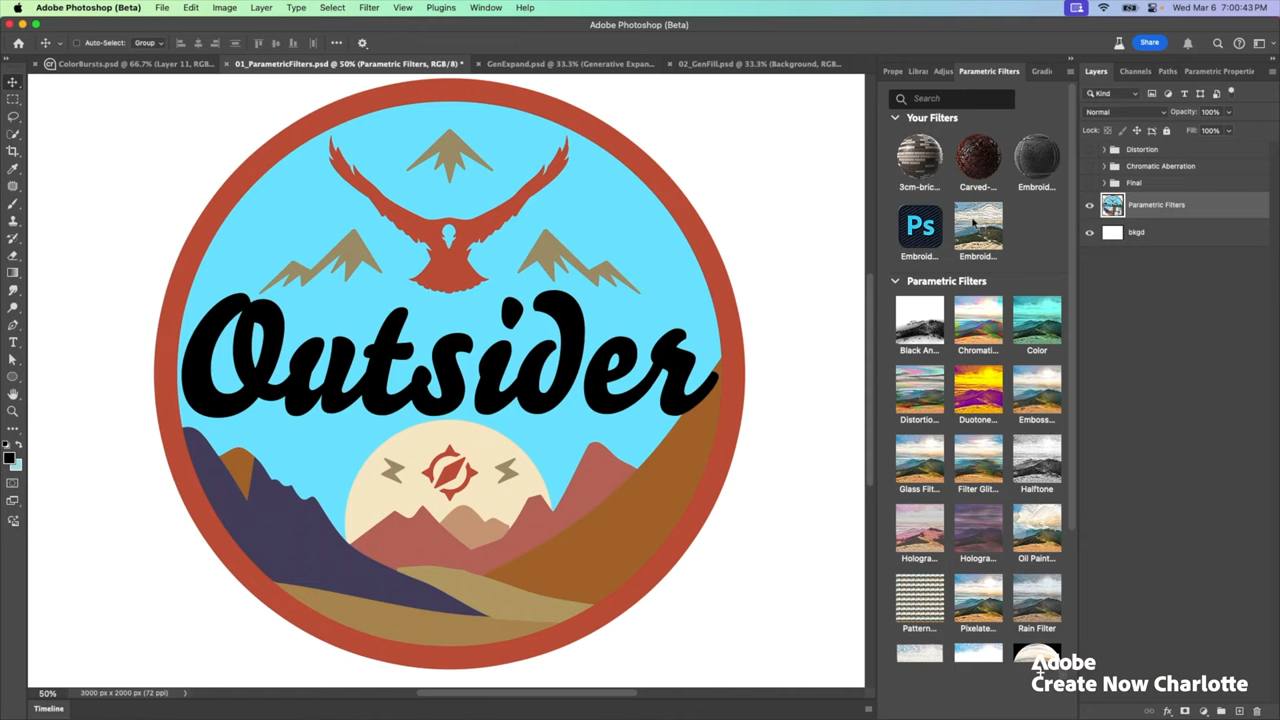 Adobe Photoshop (Beta) File Edit Image Layer Type Select Filter View Plugins Window Help Wed Mar 6 7:00:43 PM
Adobe Photoshop (Beta)
Auto-Select: Group Share
ColorBursts.psd @ 66.7% (Layer 11, RGB... 01_ParametricFilters.psd @ 50% (Parametric Filters, RGB/8) * GenExpand.psd @ 33.3% (Generative Expan... 02_GenFill.psd @ 33.3% (Background, RGB...
Prope Librar Adjus Parametric Filters Gradi Layers Channels Paths Parametric Propertie
Search
Kind
Your Filters
Normal Opacity: 100%
Lock: Fill: 100%
Distortion
Chromatic Aberration
Final
3cm-bric... Carved-... Embroid...
Parametric Filters
bkgd
Ps
Embroid... Embroid...
Parametric Filters
Black An... Chromati... Color
Distortio... Duotone... Emboss...
Glass Filt... Filter Glit... Halftone
Hologra... Hologra... Oil Paint...
Pattern... Pixelate... Rain Filter
Outsider
50% 3000 px x 2000 px (72 ppi)
Timeline
Adobe
Create Now Charlotte